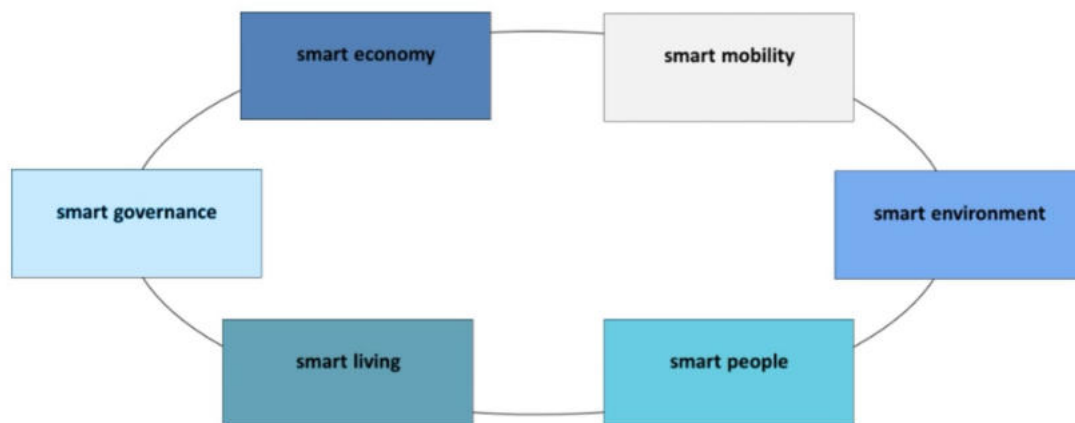 smart economy
smart mobility
smart governance
smart environment
smart living
smart people